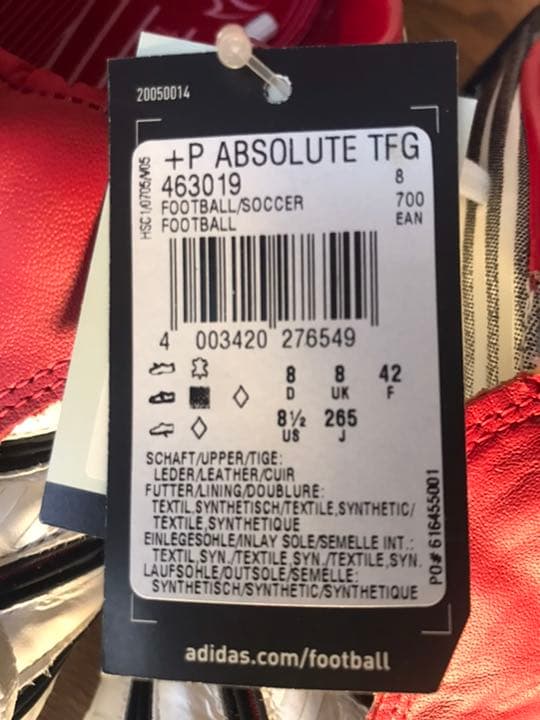 20050014
HSC1/0705/M05
+P ABSOLUTE TFG
463019 8
FOOTBALL/SOCCER 700
FOOTBALL EAN
4 003420 276549
8 8 42
D UK F
8½ 265
US J
SCHAFT/UPPER/TIGE:
LEDER/LEATHER/CUIR
FUTTER/LINING/DOUBLURE:
TEXTIL,SYNTHETISCH/TEXTILE,SYNTHETIC/
TEXTILE,SYNTHETIQUE
EINLEGESOHLE/INLAY SOLE/SEMELLE INT.:
TEXTIL,SYN./TEXTILE,SYN./TEXTILE,SYN.
LAUFSOHLE/OUTSOLE/SEMELLE:
SYNTHETISCH/SYNTHETIC/SYNTHETIQUE
PO# 616455001
adidas.com/football